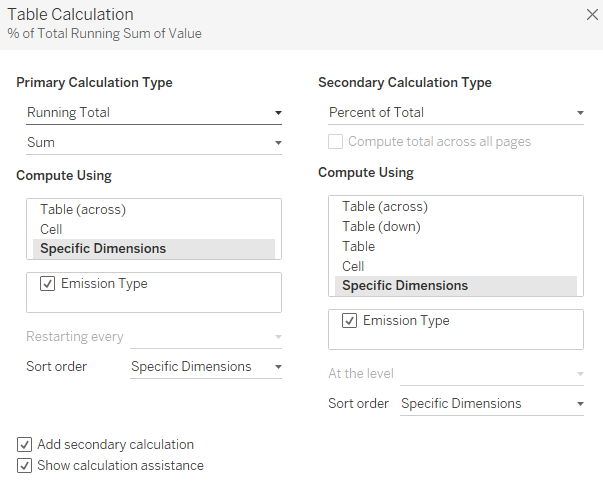 Table Calculation
% of Total Running Sum of Value
Primary Calculation Type
Running Total
Sum
Compute Using
Table (across)
Cell
Specific Dimensions
Emission Type
Restarting every
Sort order Specific Dimensions
Secondary Calculation Type
Percent of Total
Compute total across all pages
Compute Using
Table (across)
Table (down)
Table
Cell
Specific Dimensions
Emission Type
At the level
Sort order Specific Dimensions
Add secondary calculation
Show calculation assistance